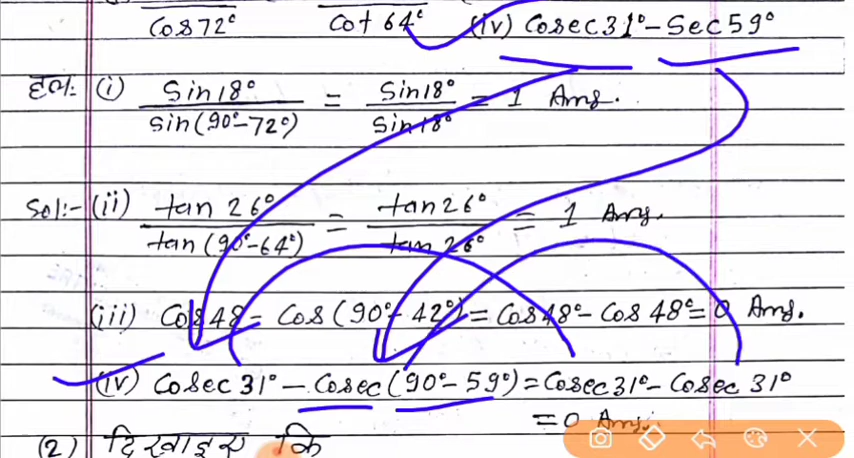 Cos72° Cot 64° (iv) Cosec31°-Sec59°
हल: (i) Sin18° / sin(90°-72°) = Sin18° / Sin18° = 1 Ans.
Sol:- (ii) tan 26° / tan (90°-64°) = tan26° / tan 26° = 1 Ans.
(iii) Cos48 = Cos (90°- 42°) = Cos48°- Cos 48° = 0 Ans.
(iv) Cosec 31° - Cosec (90°- 59°) = Cosec31°- Cosec 31°
= 0 Ans.
(2) दिखाइए कि